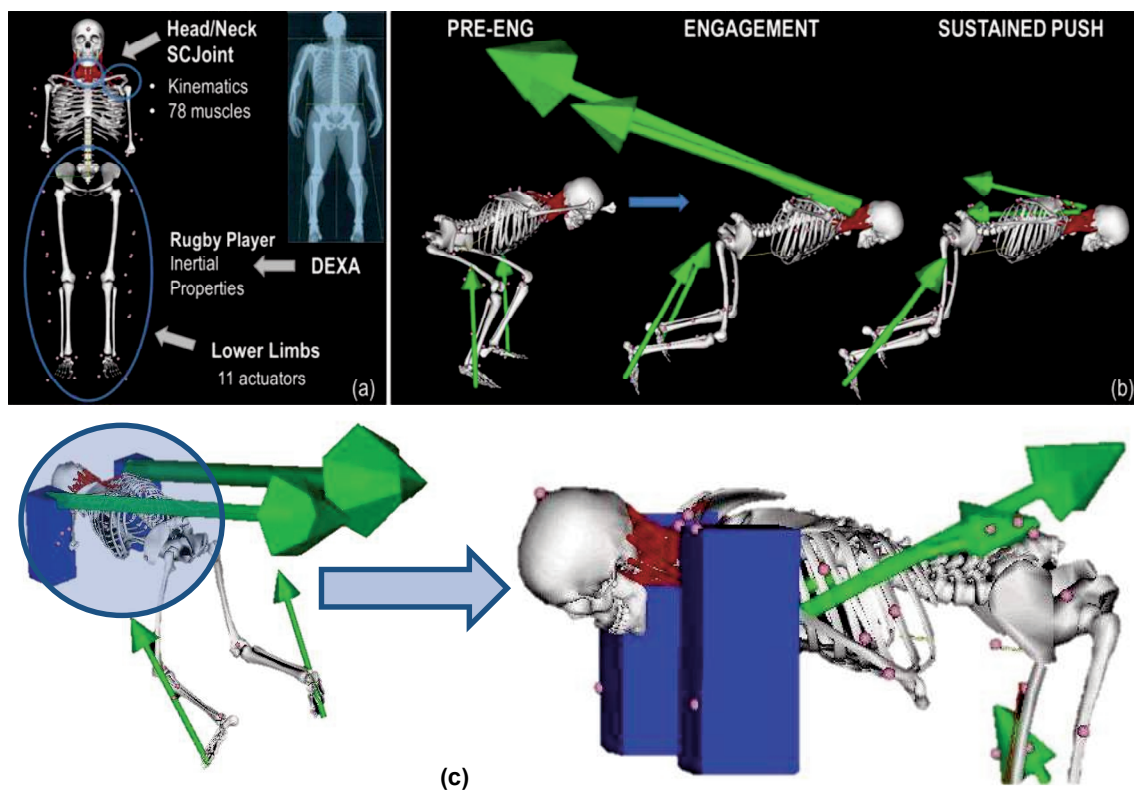 Head/Neck
SCJoint
• Kinematics
• 78 muscles
Rugby Player
Inertial
Properties
DEXA
Lower Limbs
11 actuators
(a)
PRE-ENG
ENGAGEMENT
SUSTAINED PUSH
(b)
(c)